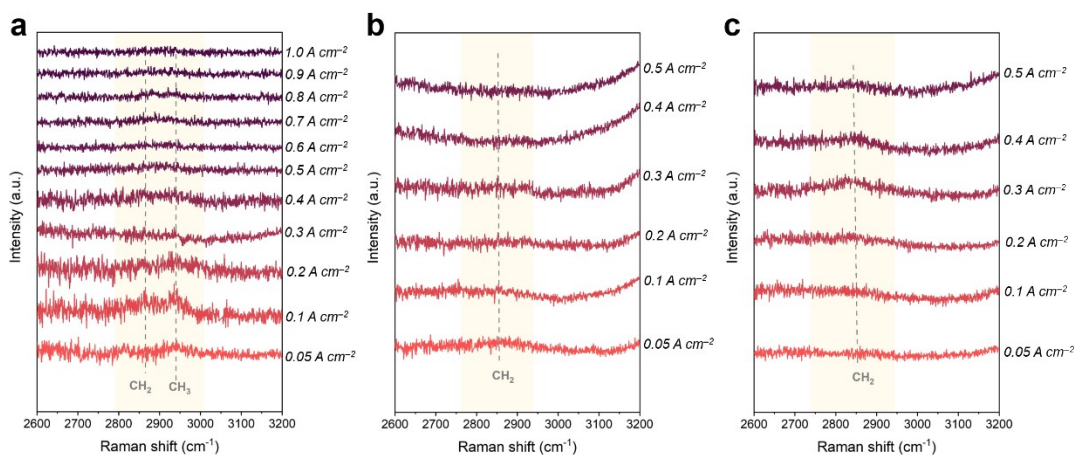 a
1.0 A cm⁻²
0.9 A cm⁻²
0.8 A cm⁻²
0.7 A cm⁻²
0.6 A cm⁻²
0.5 A cm⁻²
0.4 A cm⁻²
0.3 A cm⁻²
0.2 A cm⁻²
0.1 A cm⁻²
0.05 A cm⁻²
CH₂ CH₃
Intensity (a.u.)
2600 2700 2800 2900 3000 3100 3200
Raman shift (cm⁻¹)
b
0.5 A cm⁻²
0.4 A cm⁻²
0.3 A cm⁻²
0.2 A cm⁻²
0.1 A cm⁻²
0.05 A cm⁻²
CH₂
Intensity (a.u.)
2600 2700 2800 2900 3000 3100 3200
Raman shift (cm⁻¹)
c
0.5 A cm⁻²
0.4 A cm⁻²
0.3 A cm⁻²
0.2 A cm⁻²
0.1 A cm⁻²
0.05 A cm⁻²
CH₂
Intensity (a.u.)
2600 2700 2800 2900 3000 3100 3200
Raman shift (cm⁻¹)